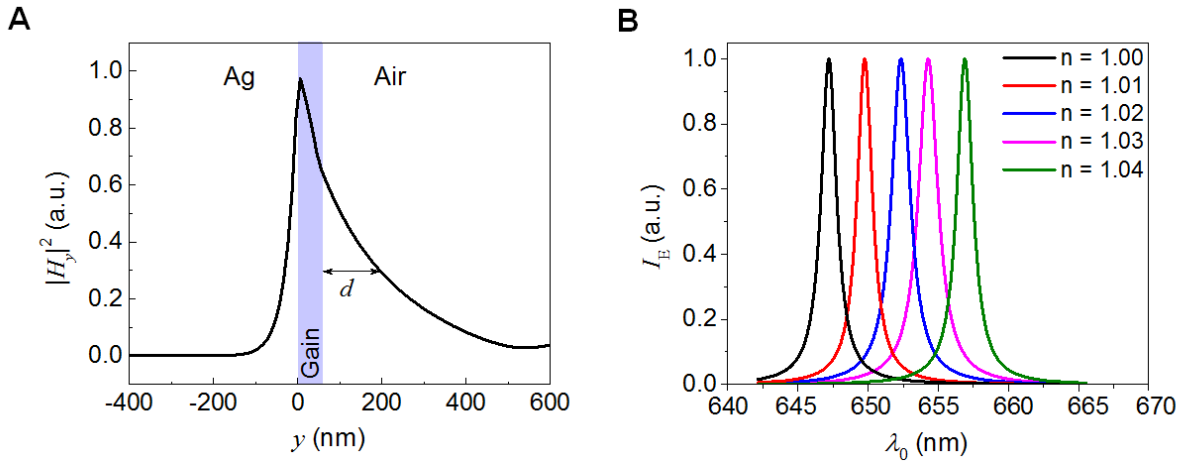 A
Ag
Air
|H_y|² (a.u.)
1.0
0.8
0.6
0.4
0.2
0.0
d
Gain
-400
-200
0
200
400
600
y (nm)
B
I_E (a.u.)
1.0
0.8
0.6
0.4
0.2
0.0
n = 1.00
n = 1.01
n = 1.02
n = 1.03
n = 1.04
640
645
650
655
660
665
670
λ₀ (nm)